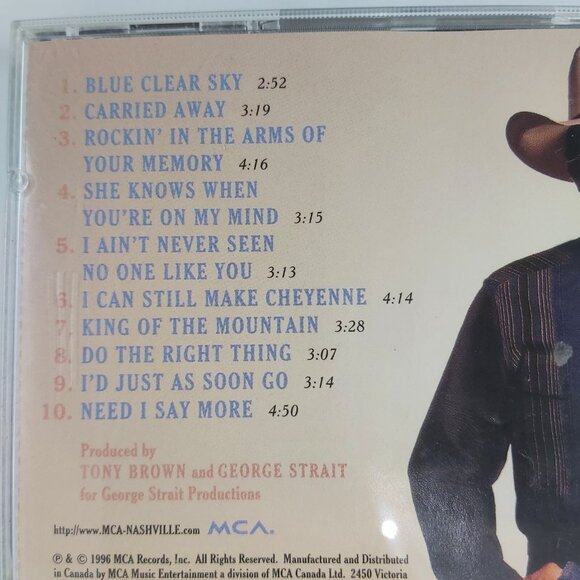 1. BLUE CLEAR SKY 2:52
2. CARRIED AWAY 3:19
3. ROCKIN' IN THE ARMS OF
YOUR MEMORY 4:16
4. SHE KNOWS WHEN
YOU'RE ON MY MIND 3:15
5. I AIN'T NEVER SEEN
NO ONE LIKE YOU 3:13
6. I CAN STILL MAKE CHEYENNE 4:14
7. KING OF THE MOUNTAIN 3:28
8. DO THE RIGHT THING 3:07
9. I'D JUST AS SOON GO 3:14
10. NEED I SAY MORE 4:50
Produced by
TONY BROWN and GEORGE STRAIT
for George Strait Productions
http://www.MCA-NASHVILLE.com MCA.
℗ & © 1996 MCA Records, Inc. All Rights Reserved. Manufactured and Distributed
in Canada by MCA Music Entertainment a division of MCA Canada Ltd. 2450 Victoria